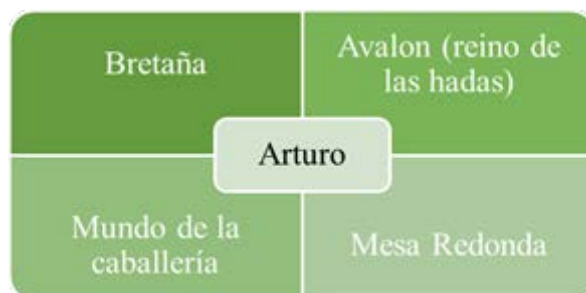 Bretaña
Avalon (reino de
las hadas)
Arturo
Mundo de la
caballería
Mesa Redonda